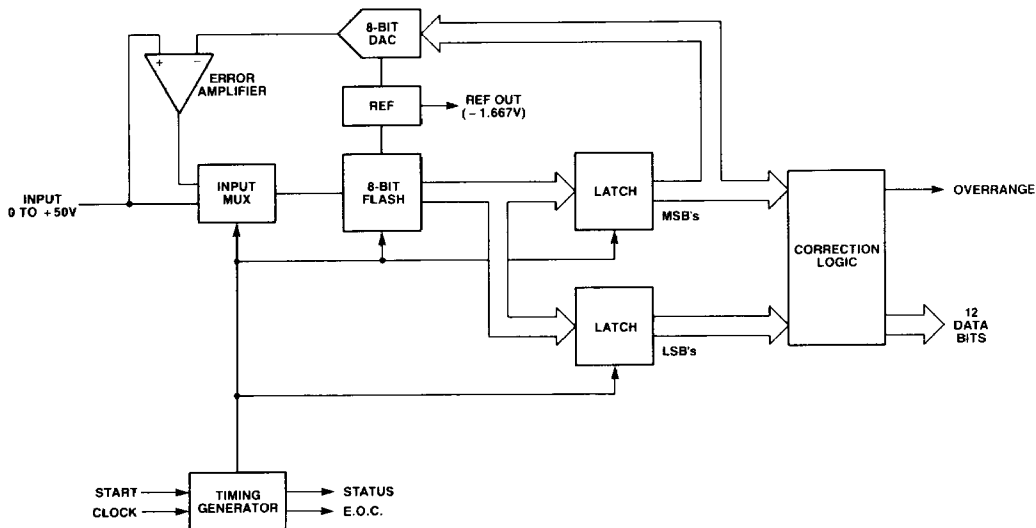 8-BIT
DAC
ERROR
AMPLIFIER
+
−
REF
REF OUT
(−1.667V)
INPUT
MUX
8-BIT
FLASH
LATCH
MSB's
INPUT
0 TO +50V
OVERRANGE
CORRECTION
LOGIC
LATCH
LSB's
12
DATA
BITS
START
CLOCK
TIMING
GENERATOR
STATUS
E.O.C.